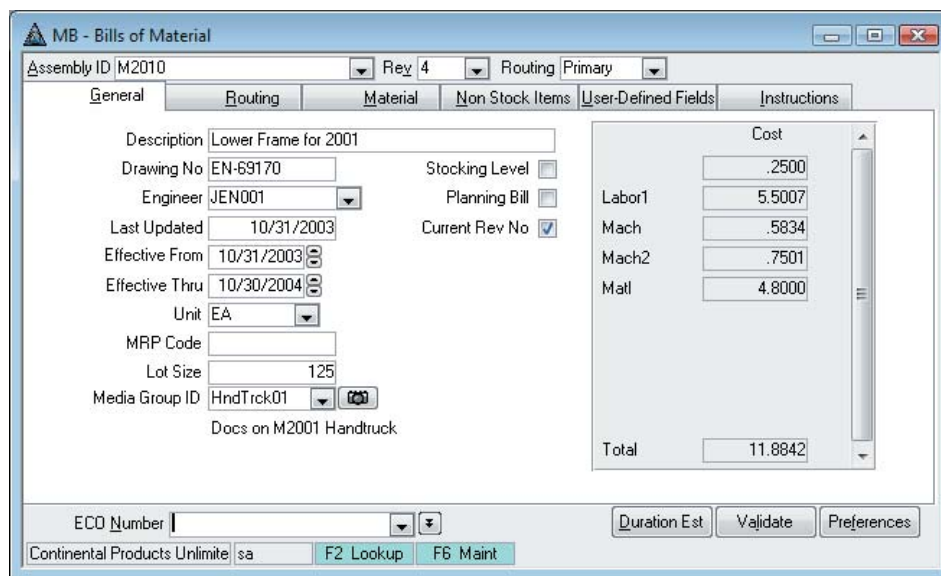 MB - Bills of Material
Assembly ID M2010 Rev 4 Routing Primary
General Routing Material Non Stock Items User-Defined Fields Instructions
Description Lower Frame for 2001
Drawing No EN-69170 Stocking Level
Engineer JEN001 Planning Bill
Last Updated 10/31/2003 Current Rev No
Effective From 10/31/2003
Effective Thru 10/30/2004
Unit EA
MRP Code
Lot Size 125
Media Group ID HndTrck01
Docs on M2001 Handtruck
Cost
.2500
Labor1 5.5007
Mach .5834
Mach2 .7501
Matl 4.8000
Total 11.8842
ECO Number Duration Est Validate Preferences
Continental Products Unlimite sa F2 Lookup F6 Maint